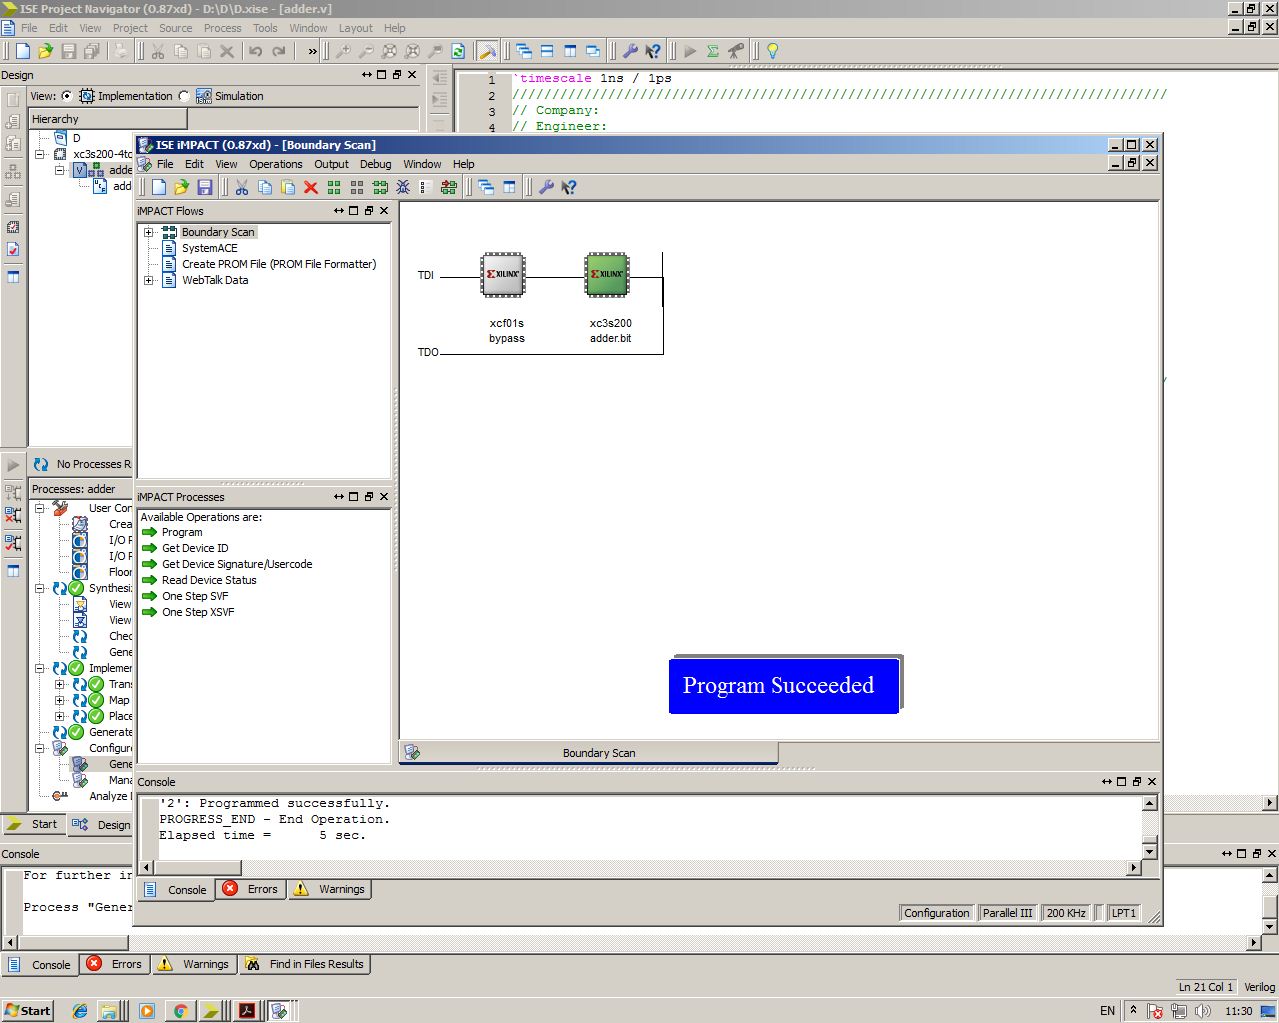 ISE Project Navigator (O.87xd) - D:\D\D.xise - [adder.v]
File Edit View Project Source Process Tools Window Layout Help
Design
View: Implementation Simulation
Hierarchy
D
xc3s200-4
adde
add
1 `timescale 1ns / 1ps
2 //////////////////////////////////////////////////////////////////////////////////
3 // Company:
4 // Engineer:
ISE iMPACT (O.87xd) - [Boundary Scan]
File Edit View Operations Output Debug Window Help
iMPACT Flows
Boundary Scan
SystemACE
Create PROM File (PROM File Formatter)
WebTalk Data
TDI
XILINX
XILINX
xcf01s
bypass
xc3s200
adder.bit
TDO
iMPACT Processes
Available Operations are:
Program
Get Device ID
Get Device Signature/Usercode
Read Device Status
One Step SVF
One Step XSVF
Program Succeeded
Boundary Scan
No Processes R
Processes: adder
User Con
Crea
I/O P
I/O P
Floor
Synthesiz
View
View
Chec
Gene
Implemen
Trans
Map
Place
Generate
Configure
Gene
Mana
Analyze
Start Design
Console
'2': Programmed successfully.
PROGRESS_END - End Operation.
Elapsed time = 5 sec.
Console Errors Warnings
Configuration Parallel III 200 KHz LPT1
Console
For further in
Process "Gener
Console Errors Warnings Find in Files Results
Ln 21 Col 1 Verilog
Start
EN 11:30